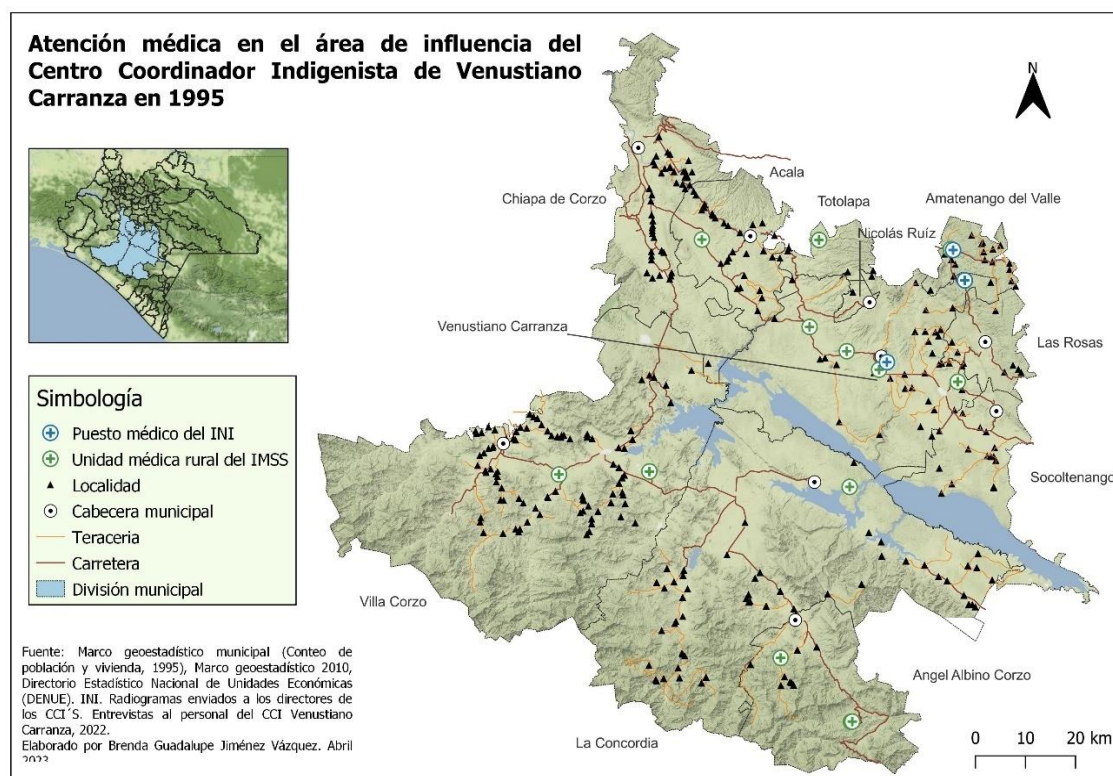 Atención médica en el área de influencia del
Centro Coordinador Indigenista de Venustiano
Carranza en 1995
N
Acala
Chiapa de Corzo
Totolapa
Amatenango del Valle
Nicolás Ruíz
Venustiano Carranza
Las Rosas
Socoltenango
Villa Corzo
Angel Albino Corzo
La Concordia
Simbología
Puesto médico del INI
Unidad médica rural del IMSS
Localidad
Cabecera municipal
Teraceria
Carretera
División municipal
Fuente: Marco geoestadístico municipal (Conteo de
población y vivienda, 1995), Marco geoestadístico 2010,
Directorio Estadístico Nacional de Unidades Económicas
(DENUE). INI. Radiogramas enviados a los directores de
los CCI´S. Entrevistas al personal del CCI Venustiano
Carranza, 2022.
Elaborado por Brenda Guadalupe Jiménez Vázquez. Abril
2023
0 10 20 km